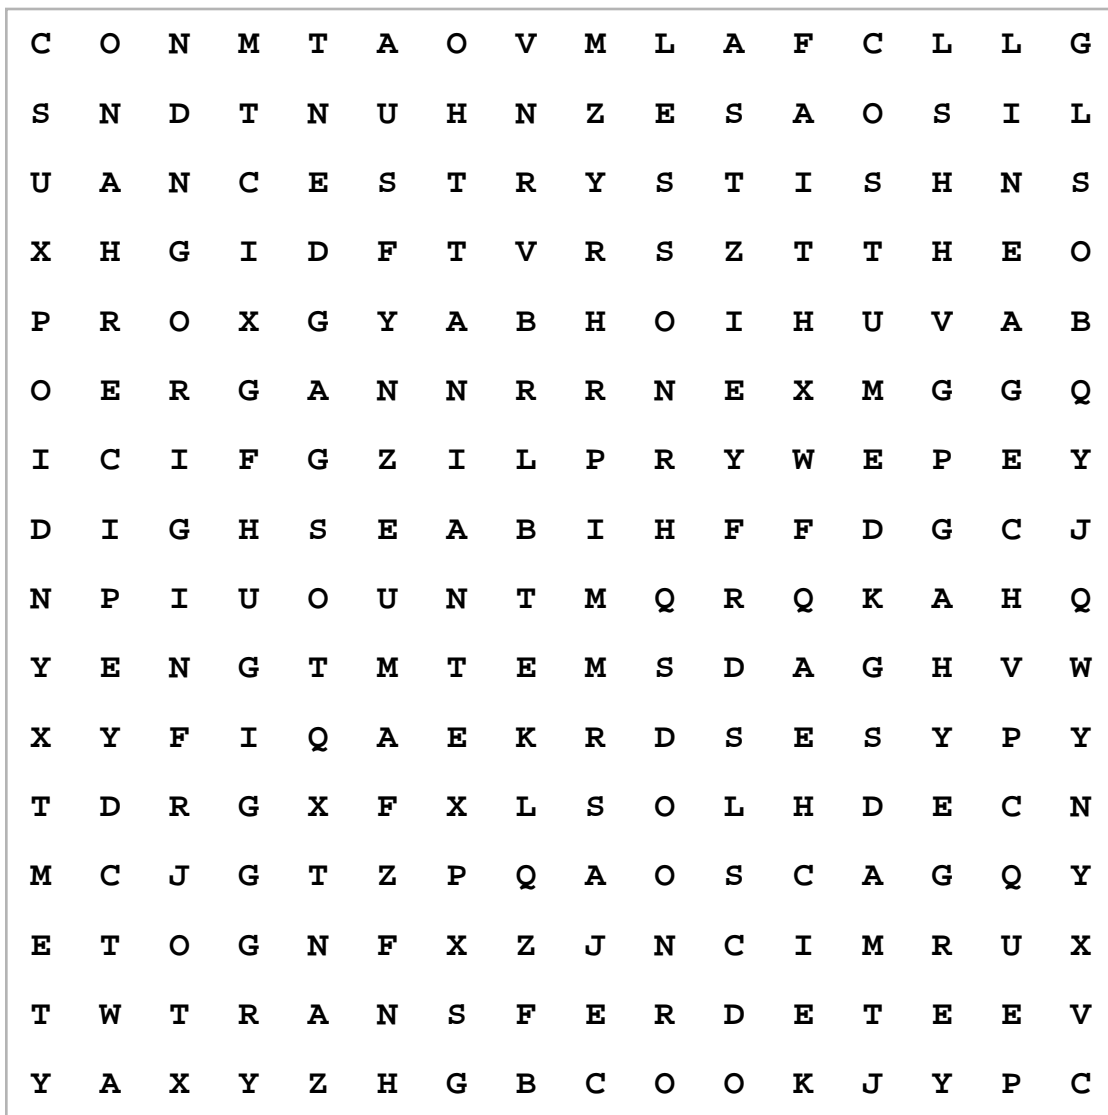 C O N M T A O V M L A F C L L G
S N D T N U H N Z E S A O S I L
U A N C E S T R Y S T I S H N S
X H G I D F T V R S Z T T H E O
P R O X G Y A B H O I H U V A B
O E R G A N N R R N E X M G G Q
I C I F G Z I L P R Y W E P E Y
D I G H S E A B I H F F D G C J
N P I U O U N T M Q R Q K A H Q
Y E N G T M T E M S D A G H V W
X Y F I Q A E K R D S E S Y P Y
T D R G X F X L S O L H D E C N
M C J G T Z P Q A O S C A G Q Y
E T O G N F X Z J N C I M R U X
T W T R A N S F E R D E T E E V
Y A X Y Z H G B C O O K J Y P C